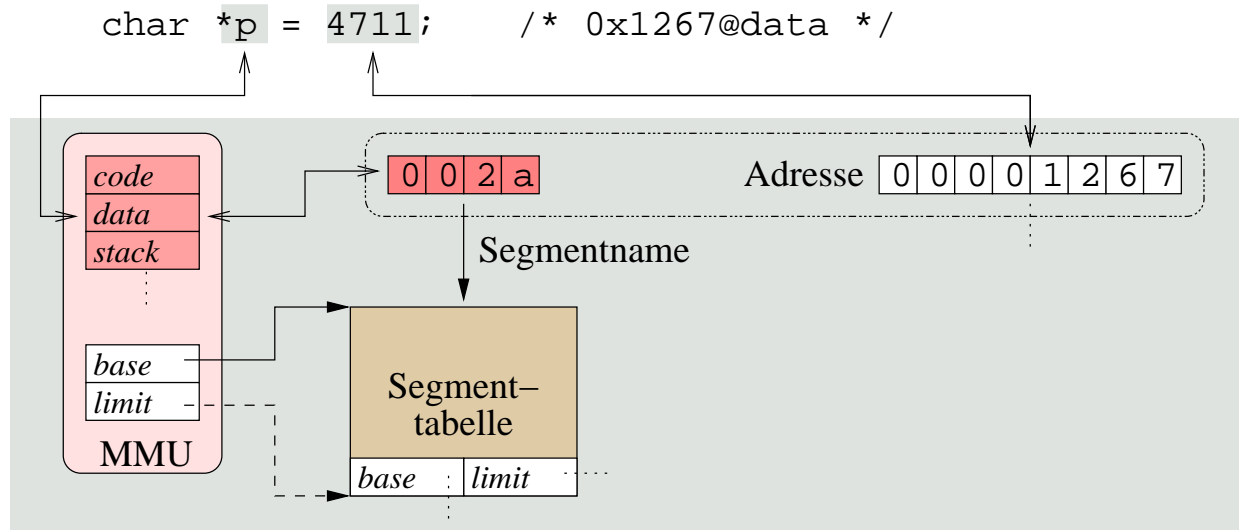 char *p = 4711; /* 0x1267@data */
code
data
stack
0 0 2 a
Adresse 0 0 0 0 1 2 6 7
Segmentname
base
limit
MMU
Segment–
tabelle
base limit